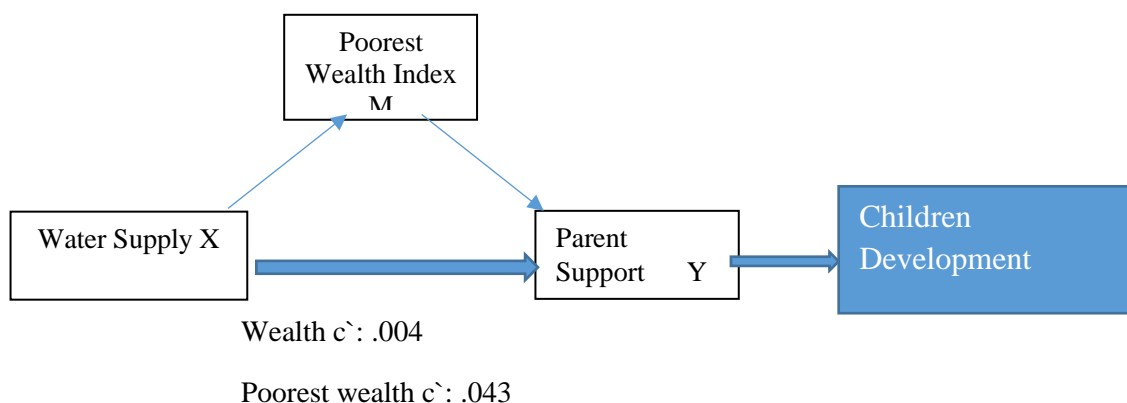 Poorest
Wealth Index
M
Water Supply X
Parent
Support Y
Children
Development
Wealth c`: .004
Poorest wealth c`: .043